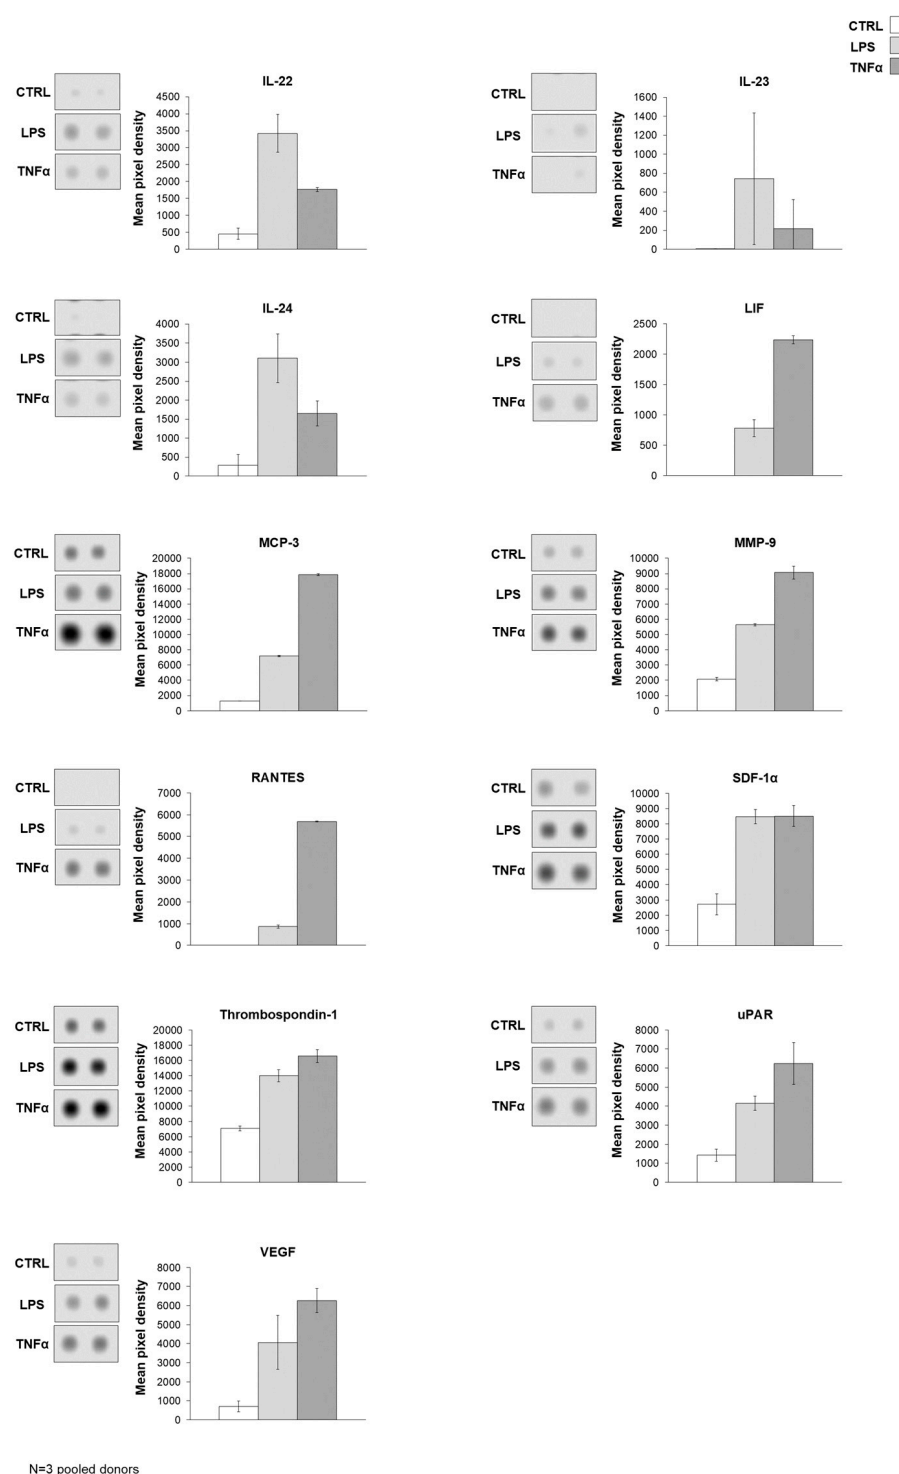 CTRL
LPS
TNFα
IL-22
CTRL
LPS
TNFα
Mean pixel density
4500
4000
3500
3000
2500
2000
1500
1000
500
0
IL-23
CTRL
LPS
TNFα
Mean pixel density
1600
1400
1200
1000
800
600
400
200
0
IL-24
CTRL
LPS
TNFα
Mean pixel density
4000
3500
3000
2500
2000
1500
1000
500
0
LIF
CTRL
LPS
TNFα
Mean pixel density
2500
2000
1500
1000
500
0
MCP-3
CTRL
LPS
TNFα
Mean pixel density
20000
18000
16000
14000
12000
10000
8000
6000
4000
2000
0
MMP-9
CTRL
LPS
TNFα
Mean pixel density
10000
9000
8000
7000
6000
5000
4000
3000
2000
1000
0
RANTES
CTRL
LPS
TNFα
Mean pixel density
7000
6000
5000
4000
3000
2000
1000
0
SDF-1α
CTRL
LPS
TNFα
Mean pixel density
10000
9000
8000
7000
6000
5000
4000
3000
2000
1000
0
Thrombospondin-1
CTRL
LPS
TNFα
Mean pixel density
20000
18000
16000
14000
12000
10000
8000
6000
4000
2000
0
uPAR
CTRL
LPS
TNFα
Mean pixel density
8000
7000
6000
5000
4000
3000
2000
1000
0
VEGF
CTRL
LPS
TNFα
Mean pixel density
8000
7000
6000
5000
4000
3000
2000
1000
0
N=3 pooled donors